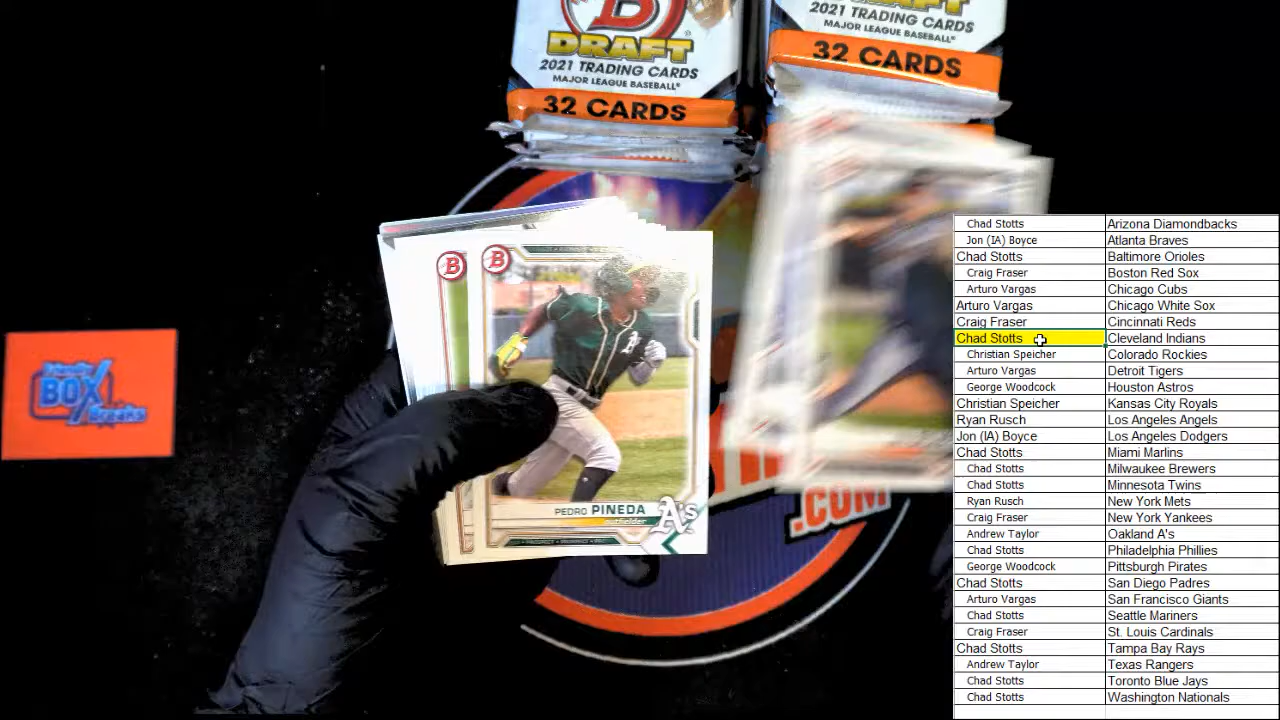 DRAFT
2021 TRADING CARDS
MAJOR LEAGUE BASEBALL
32 CARDS
DRAFT
2021 TRADING CARDS
MAJOR LEAGUE BASEBALL
32 CARDS
B
B
A's
PEDRO PINEDA
A's
BOX
Breaks
.COM
Chad Stotts Arizona Diamondbacks
Jon (IA) Boyce Atlanta Braves
Chad Stotts Baltimore Orioles
Craig Fraser Boston Red Sox
Arturo Vargas Chicago Cubs
Arturo Vargas Chicago White Sox
Craig Fraser Cincinnati Reds
Chad Stotts Cleveland Indians
Christian Speicher Colorado Rockies
Arturo Vargas Detroit Tigers
George Woodcock Houston Astros
Christian Speicher Kansas City Royals
Ryan Rusch Los Angeles Angels
Jon (IA) Boyce Los Angeles Dodgers
Chad Stotts Miami Marlins
Chad Stotts Milwaukee Brewers
Chad Stotts Minnesota Twins
Ryan Rusch New York Mets
Craig Fraser New York Yankees
Andrew Taylor Oakland A's
Chad Stotts Philadelphia Phillies
George Woodcock Pittsburgh Pirates
Chad Stotts San Diego Padres
Arturo Vargas San Francisco Giants
Chad Stotts Seattle Mariners
Craig Fraser St. Louis Cardinals
Chad Stotts Tampa Bay Rays
Andrew Taylor Texas Rangers
Chad Stotts Toronto Blue Jays
Chad Stotts Washington Nationals